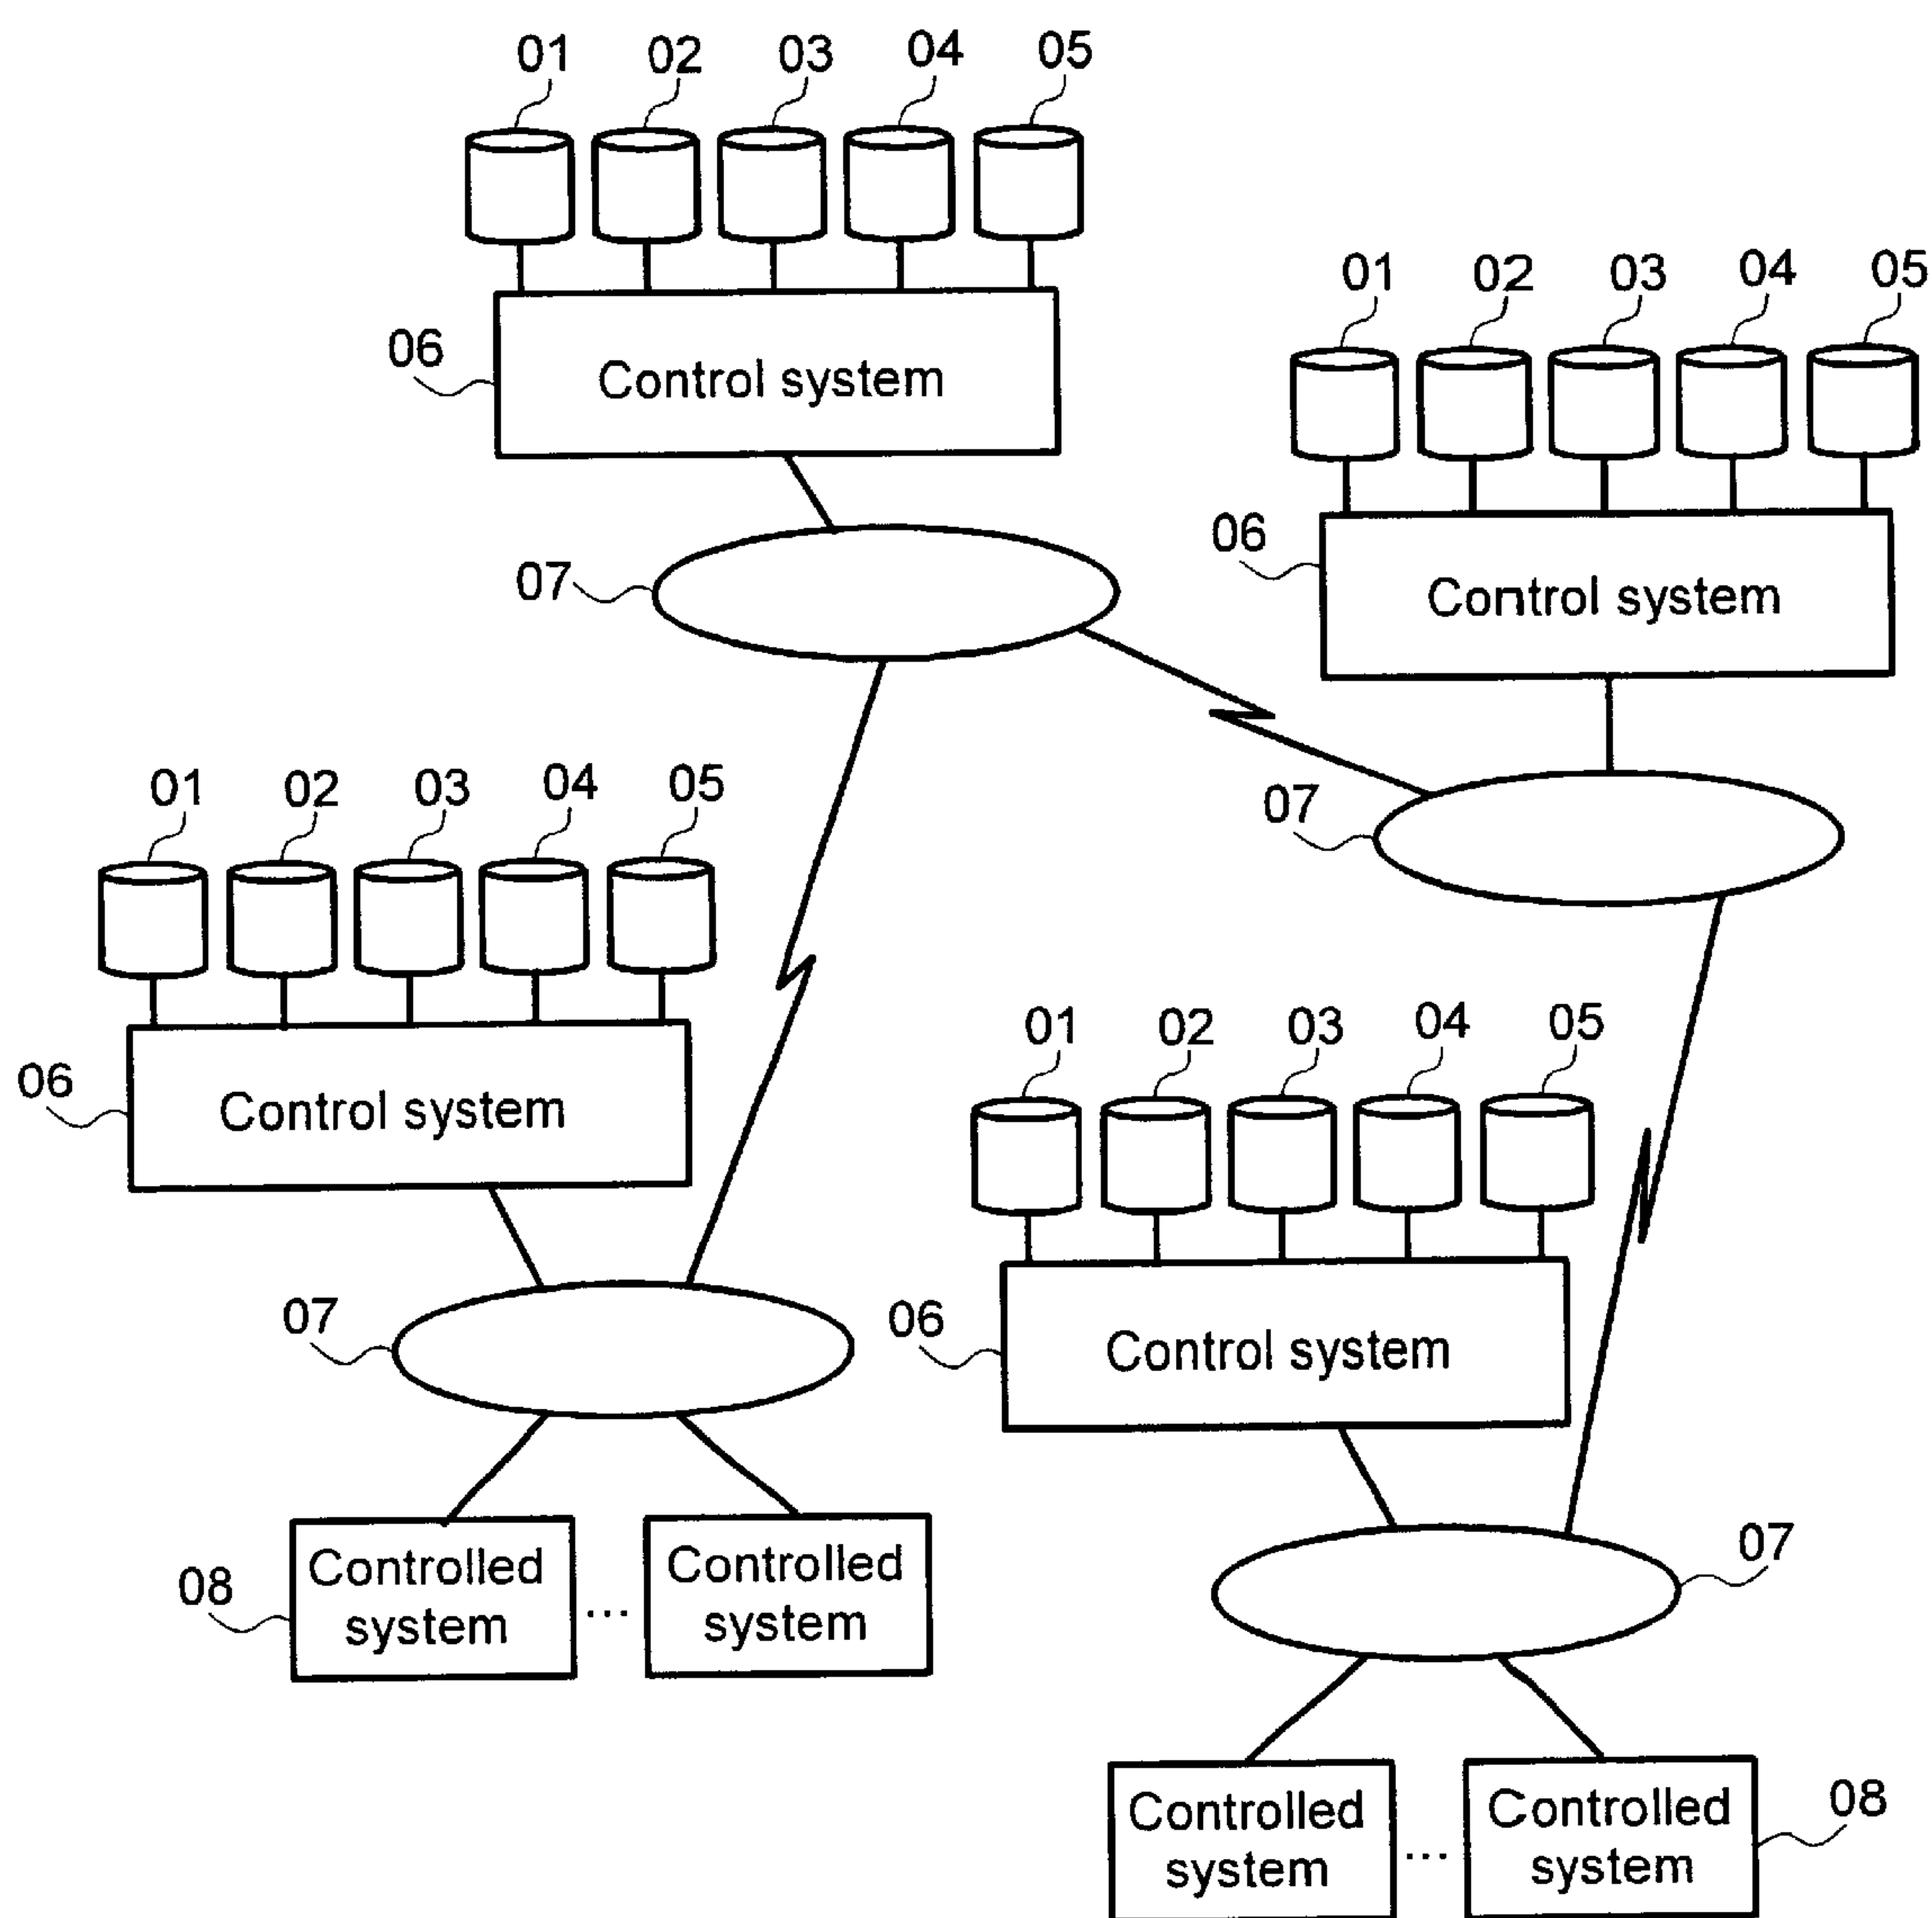 01 02 03 04 05
01 02 03 04 05
06 Control system
06 Control system
07
07
01 02 03 04 05
01 02 03 04 05
06 Control system
06 Control system
07
07
08 Controlled
system
...
Controlled
system
Controlled
system
...
Controlled
system
08